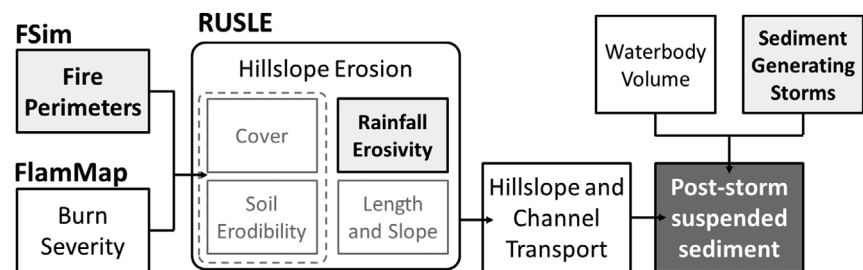 FSim
Fire
Perimeters
FlamMap
Burn
Severity
RUSLE
Hillslope Erosion
Cover
Rainfall
Erosivity
Soil
Erodibility
Length
and Slope
Hillslope and
Channel
Transport
Waterbody
Volume
Sediment
Generating
Storms
Post-storm
suspended
sediment